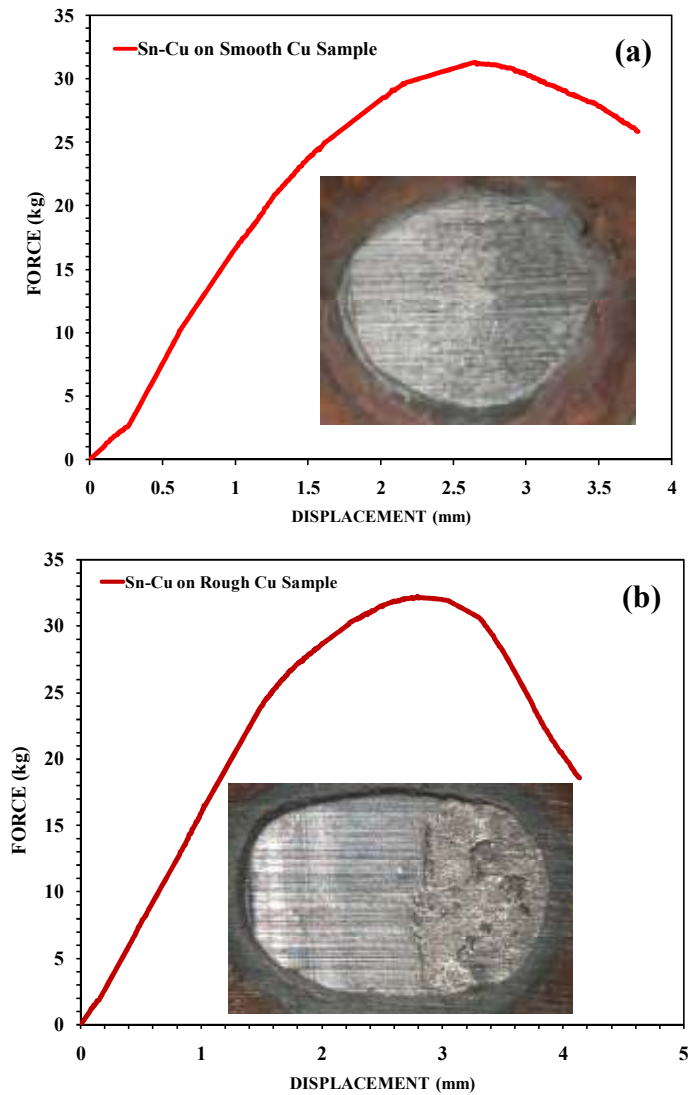 Sn-Cu on Smooth Cu Sample
(a)
FORCE (kg)
35
30
25
20
15
10
5
0
0 0.5 1 1.5 2 2.5 3 3.5 4
DISPLACEMENT (mm)
Sn-Cu on Rough Cu Sample
(b)
FORCE (kg)
35
30
25
20
15
10
5
0
0 1 2 3 4 5
DISPLACEMENT (mm)